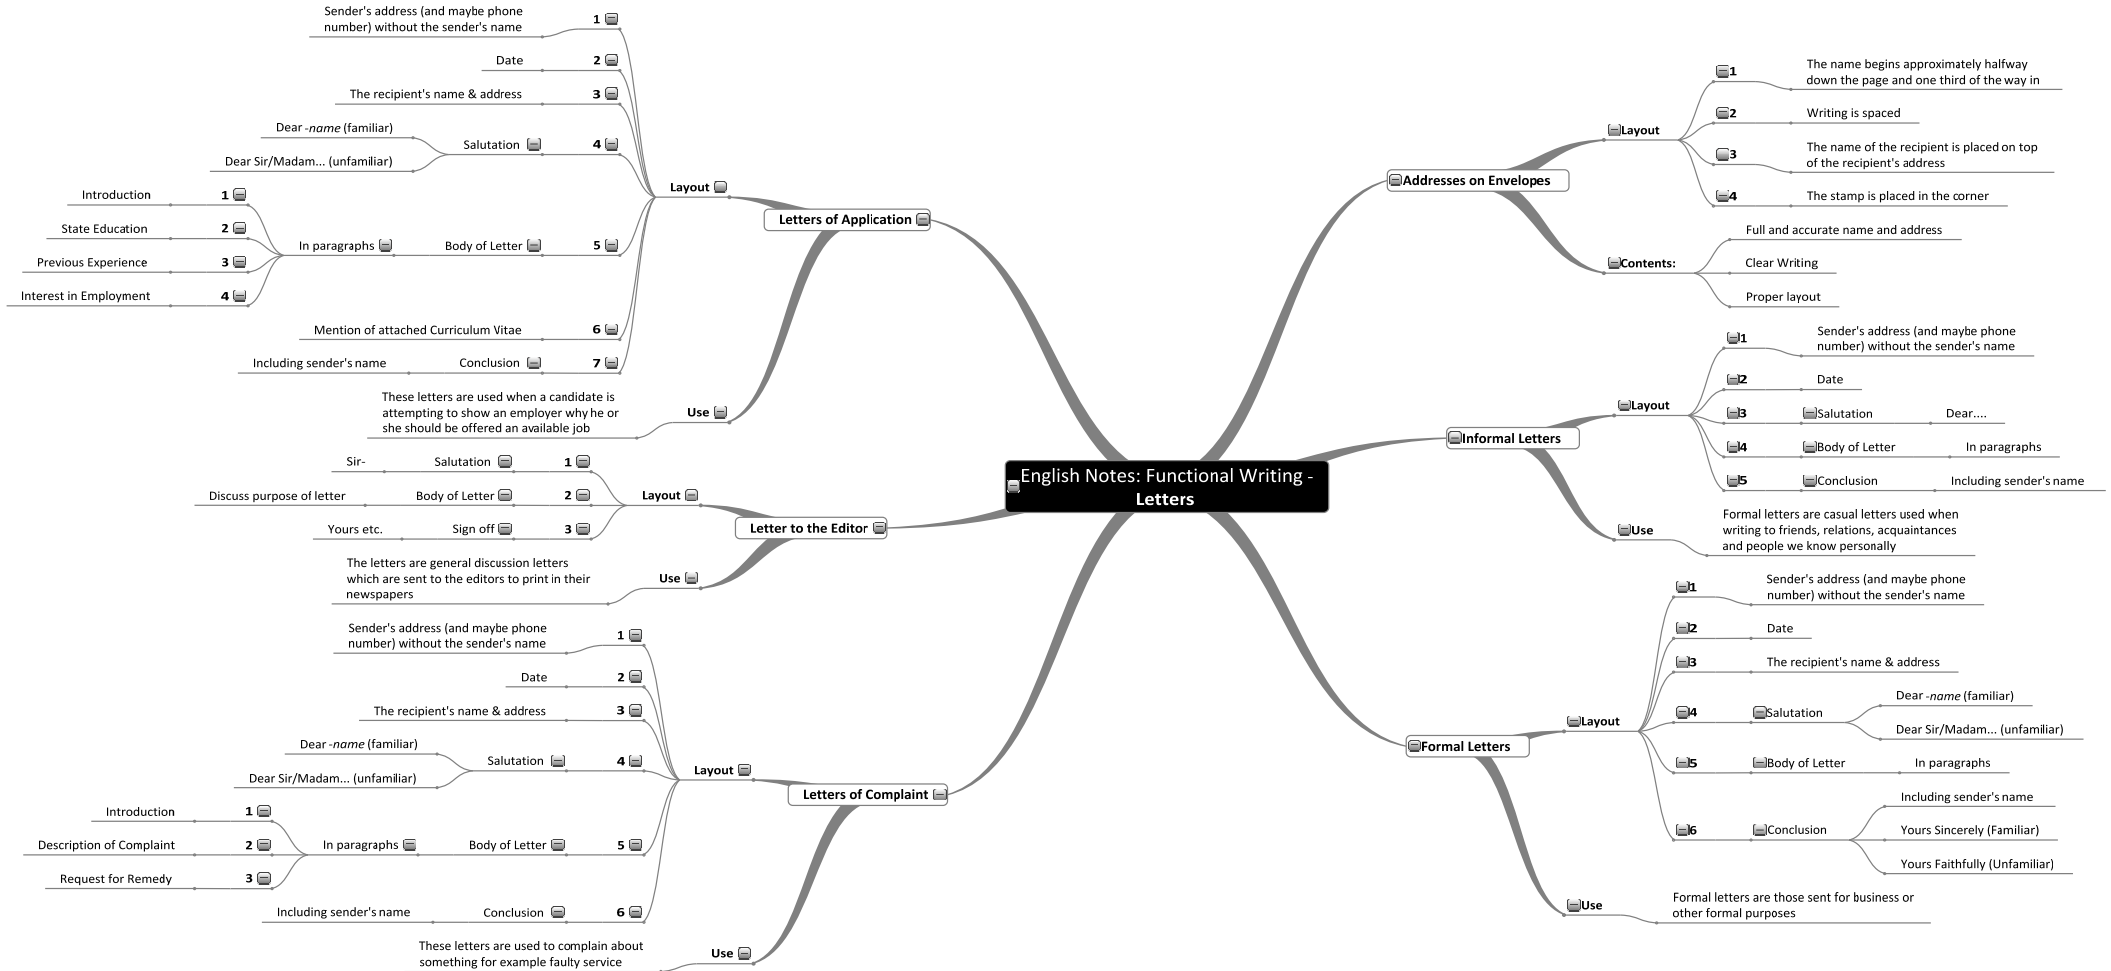 English Notes: Functional Writing -
Letters
Letters of Application
Layout
1
Sender's address (and maybe phone
number) without the sender's name
2
Date
3
The recipient's name & address
4
Salutation
Dear -name (familiar)
Dear Sir/Madam... (unfamiliar)
5
Body of Letter
In paragraphs
1
Introduction
2
State Education
3
Previous Experience
4
Interest in Employment
6
Mention of attached Curriculum Vitae
7
Conclusion
Including sender's name
Use
These letters are used when a candidate is
attempting to show an employer why he or
she should be offered an available job
Letter to the Editor
Layout
1
Salutation
Sir-
2
Body of Letter
Discuss purpose of letter
3
Sign off
Yours etc.
Use
The letters are general discussion letters
which are sent to the editors to print in their
newspapers
Letters of Complaint
Layout
1
Sender's address (and maybe phone
number) without the sender's name
2
Date
3
The recipient's name & address
4
Salutation
Dear -name (familiar)
Dear Sir/Madam... (unfamiliar)
5
Body of Letter
In paragraphs
1
Introduction
2
Description of Complaint
3
Request for Remedy
6
Conclusion
Including sender's name
Use
These letters are used to complain about
something for example faulty service
Addresses on Envelopes
Layout
1
The name begins approximately halfway
down the page and one third of the way in
2
Writing is spaced
3
The name of the recipient is placed on top
of the recipient's address
4
The stamp is placed in the corner
Contents:
Full and accurate name and address
Clear Writing
Proper layout
Informal Letters
Layout
1
Sender's address (and maybe phone
number) without the sender's name
2
Date
3
Salutation
Dear....
4
Body of Letter
In paragraphs
5
Conclusion
Including sender's name
Use
Formal letters are casual letters used when
writing to friends, relations, acquaintances
and people we know personally
Formal Letters
Layout
1
Sender's address (and maybe phone
number) without the sender's name
2
Date
3
The recipient's name & address
4
Salutation
Dear -name (familiar)
Dear Sir/Madam... (unfamiliar)
5
Body of Letter
In paragraphs
6
Conclusion
Including sender's name
Yours Sincerely (Familiar)
Yours Faithfully (Unfamiliar)
Use
Formal letters are those sent for business or
other formal purposes